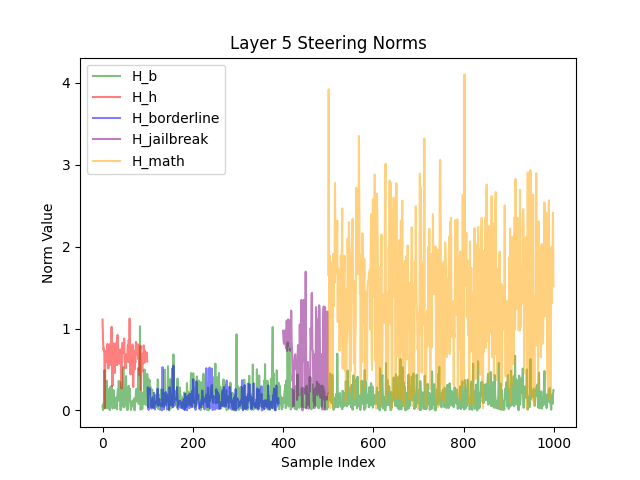 Layer 5 Steering Norms
H_b
H_h
H_borderline
H_jailbreak
H_math
Norm Value
4
3
2
1
0
0 200 400 600 800 1000
Sample Index